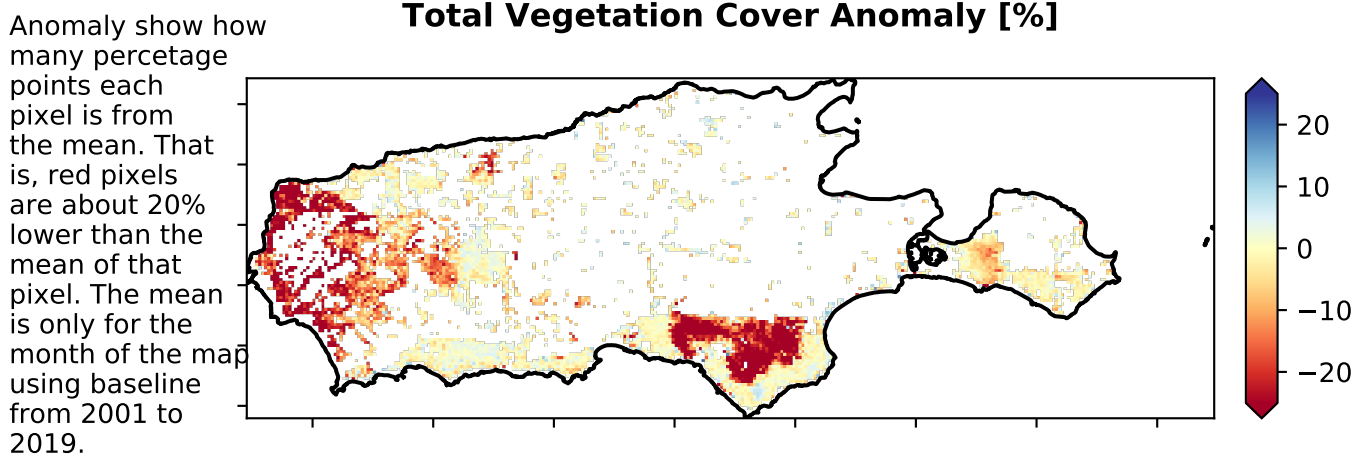 Total Vegetation Cover Anomaly [%]
Anomaly show how
many percetage
points each
pixel is from
the mean. That
is, red pixels
are about 20%
lower than the
mean of that
pixel. The mean
is only for the
month of the map
using baseline
from 2001 to
2019.
20
10
0
−10
−20